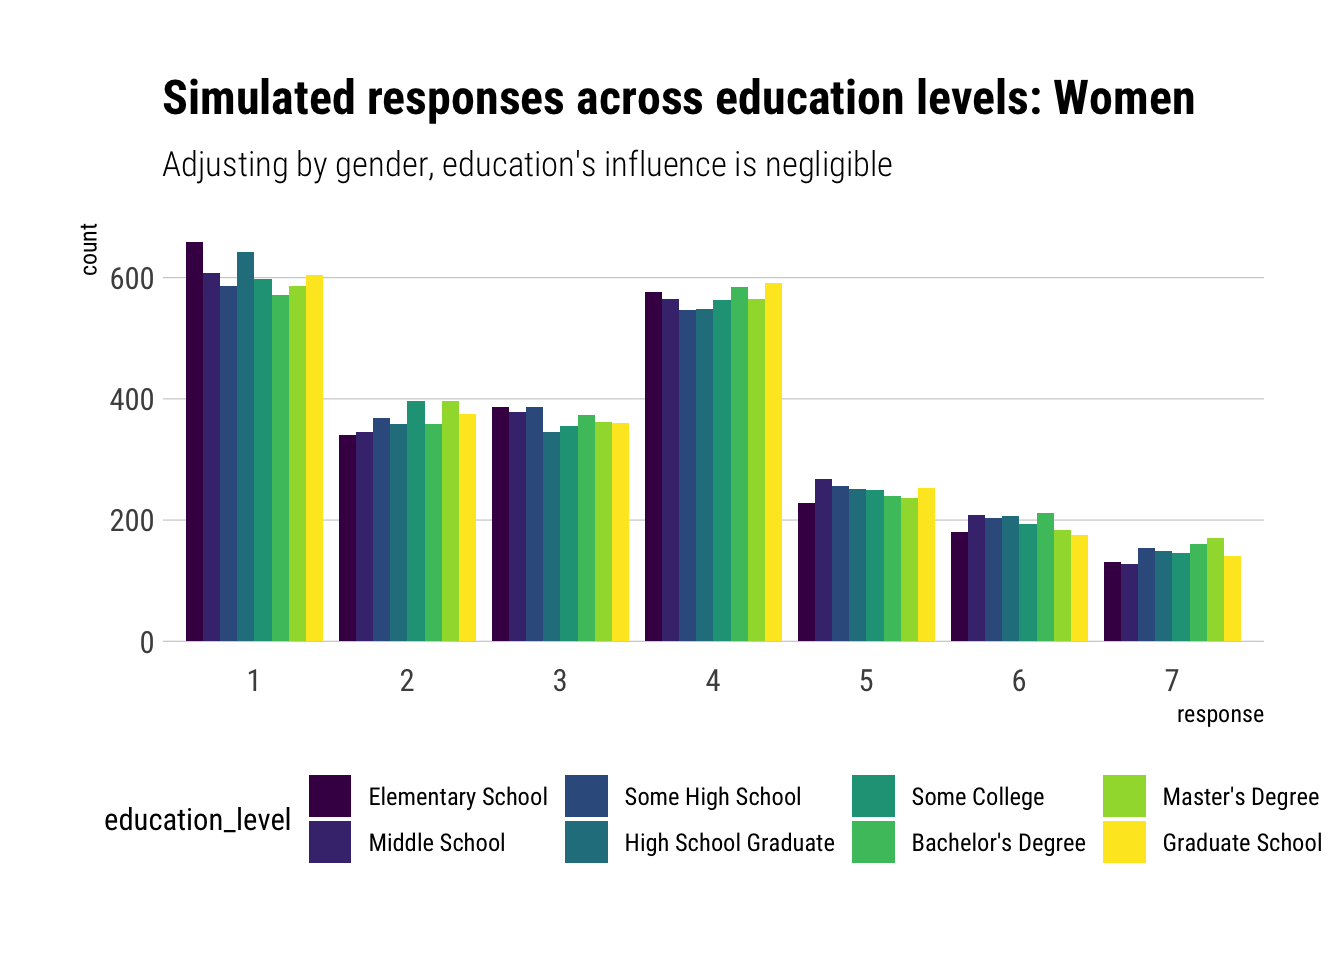 Simulated responses across education levels: Women
Adjusting by gender, education's influence is negligible
count
600
400
200
0
1 2 3 4 5 6 7
response
education_level
Elementary School Some High School Some College Master's Degree
Middle School High School Graduate Bachelor's Degree Graduate School